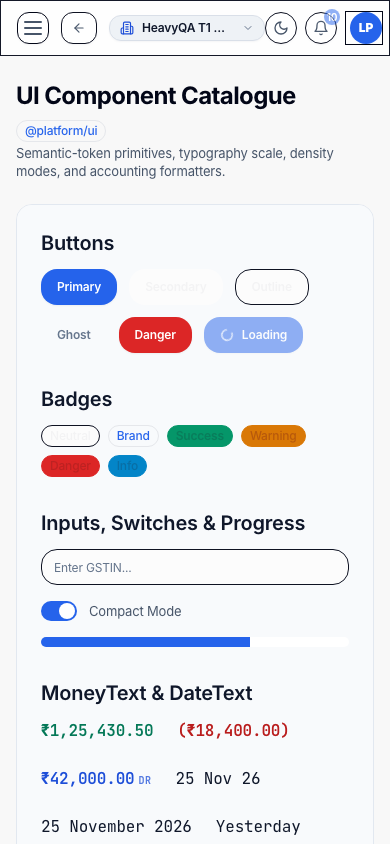 HeavyQA T1 ...
LP
UI Component Catalogue
@platform/ui
Semantic-token primitives, typography scale, density
modes, and accounting formatters.
Buttons
Primary Secondary Outline
Ghost Danger Loading
Badges
Neutral Brand Success Warning
Danger Info
Inputs, Switches & Progress
Enter GSTIN...
Compact Mode
MoneyText & DateText
₹1,25,430.50 (₹18,400.00)
₹42,000.00 DR 25 Nov 26
25 November 2026 Yesterday